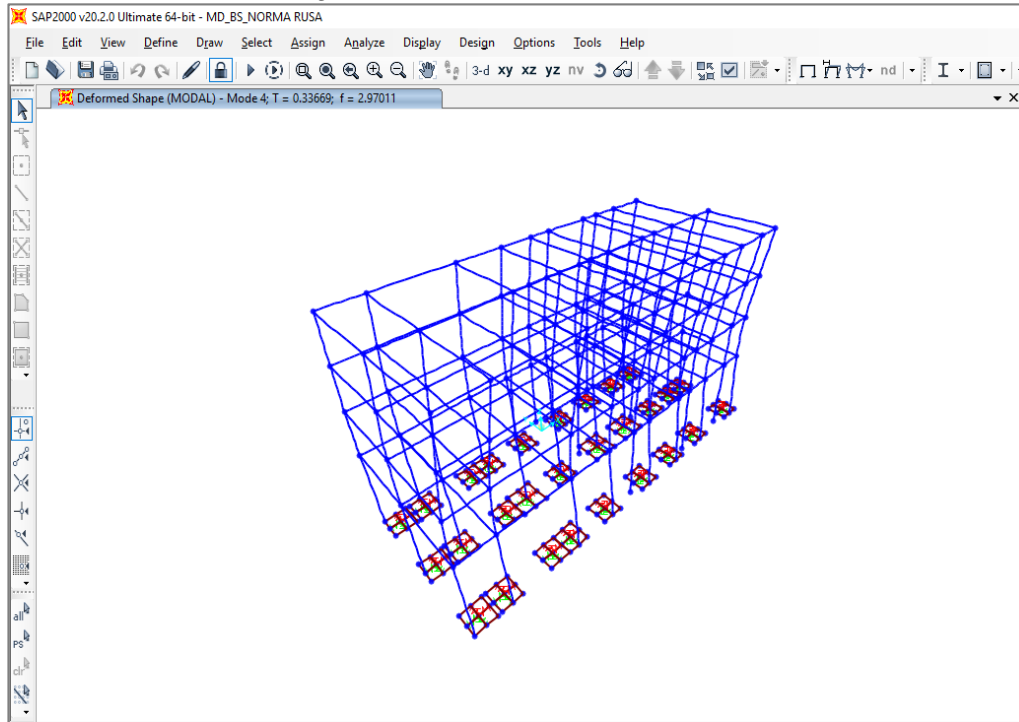 SAP2000 v20.2.0 Ultimate 64-bit - MD_BS_NORMA RUSA
File Edit View Define Draw Select Assign Analyze Display Design Options Tools Help
3-d xy xz yz nv nd
Deformed Shape (MODAL) - Mode 4; T = 0.33669; f = 2.97011
all
PS
clr